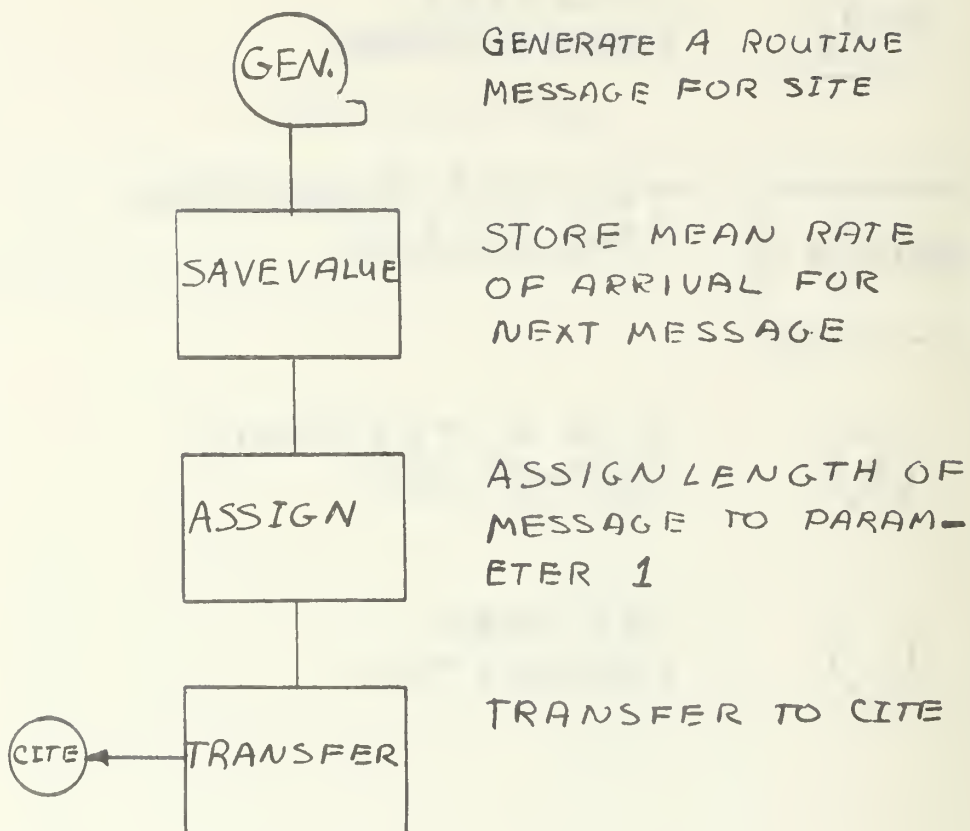 GEN.
GENERATE A ROUTINE
MESSAGE FOR SITE
SAVEVALUE
STORE MEAN RATE
OF ARRIVAL FOR
NEXT MESSAGE
ASSIGN
ASSIGN LENGTH OF
MESSAGE TO PARAM-
ETER 1
CITE
TRANSFER
TRANSFER TO CITE